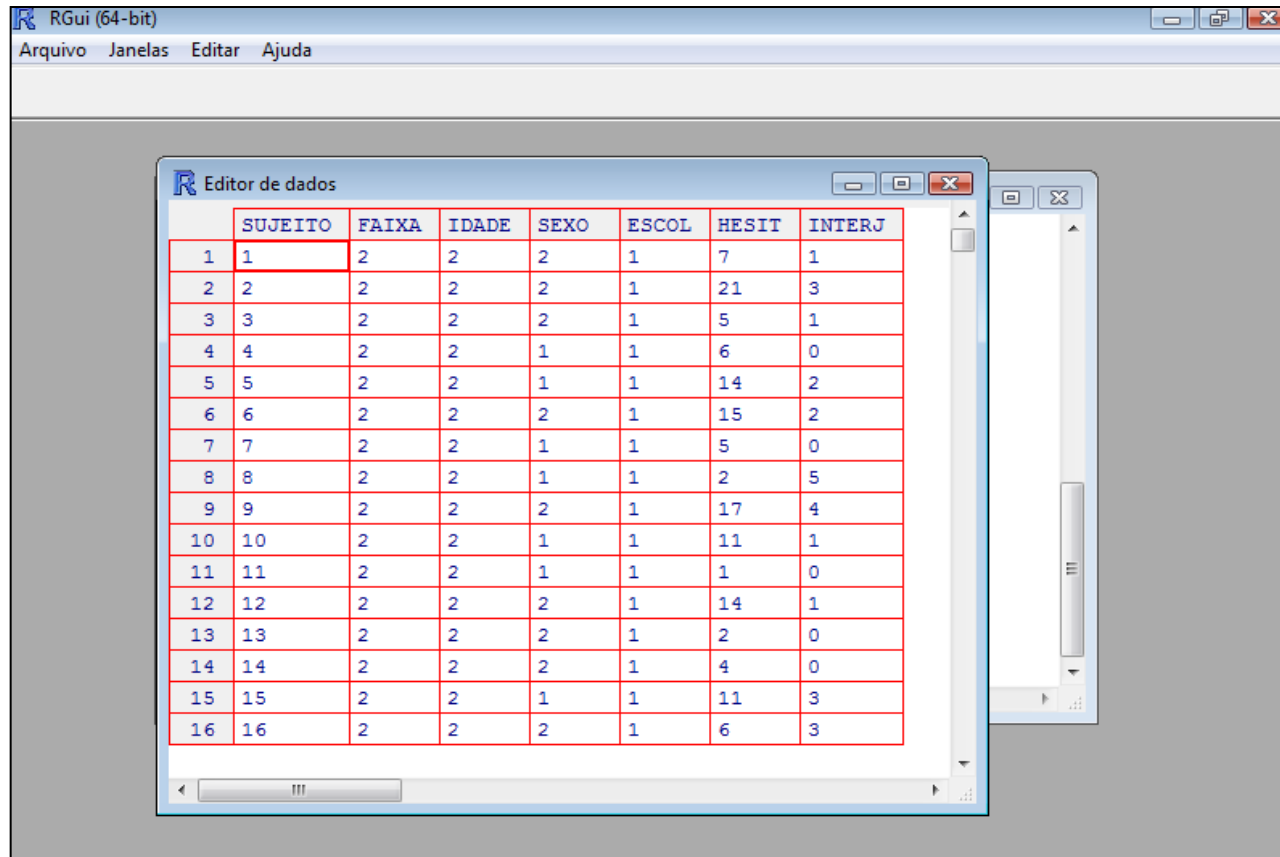 RGui (64-bit)
Arquivo Janelas Editar Ajuda
Editor de dados
SUJEITO FAIXA IDADE SEXO ESCOL HESIT INTERJ
1 1 2 2 2 1 7 1
2 2 2 2 2 1 21 3
3 3 2 2 2 1 5 1
4 4 2 2 1 1 6 0
5 5 2 2 1 1 14 2
6 6 2 2 2 1 15 2
7 7 2 2 1 1 5 0
8 8 2 2 1 1 2 5
9 9 2 2 2 1 17 4
10 10 2 2 1 1 11 1
11 11 2 2 1 1 1 0
12 12 2 2 2 1 14 1
13 13 2 2 2 1 2 0
14 14 2 2 2 1 4 0
15 15 2 2 1 1 11 3
16 16 2 2 2 1 6 3